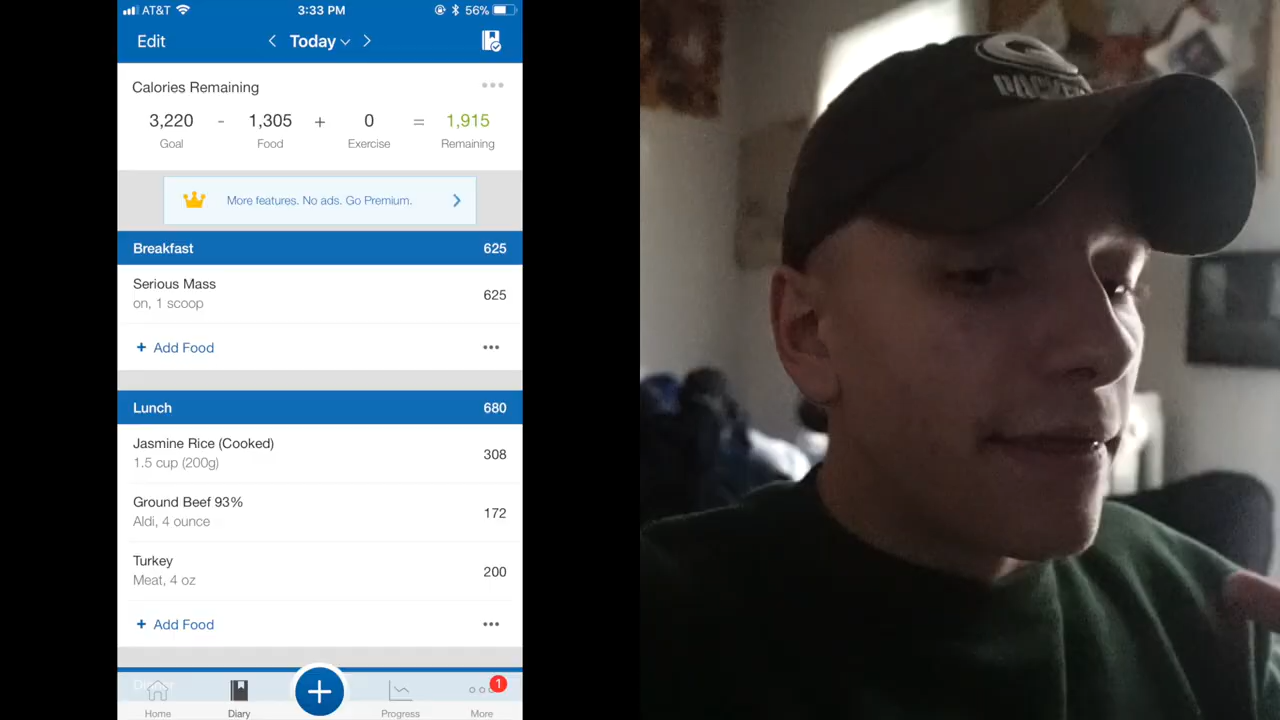 AT&T 3:33 PM 56%
Edit Today
Calories Remaining
3,220 - 1,305 + 0 = 1,915
Goal Food Exercise Remaining
More features. No ads. Go Premium.
Breakfast 625
Serious Mass
on, 1 scoop
625
+ Add Food
Lunch 680
Jasmine Rice (Cooked)
1.5 cup (200g)
308
Ground Beef 93%
Aldi, 4 ounce
172
Turkey
Meat, 4 oz
200
+ Add Food
Dinner
1
Home Diary Progress More
G
PACKERS